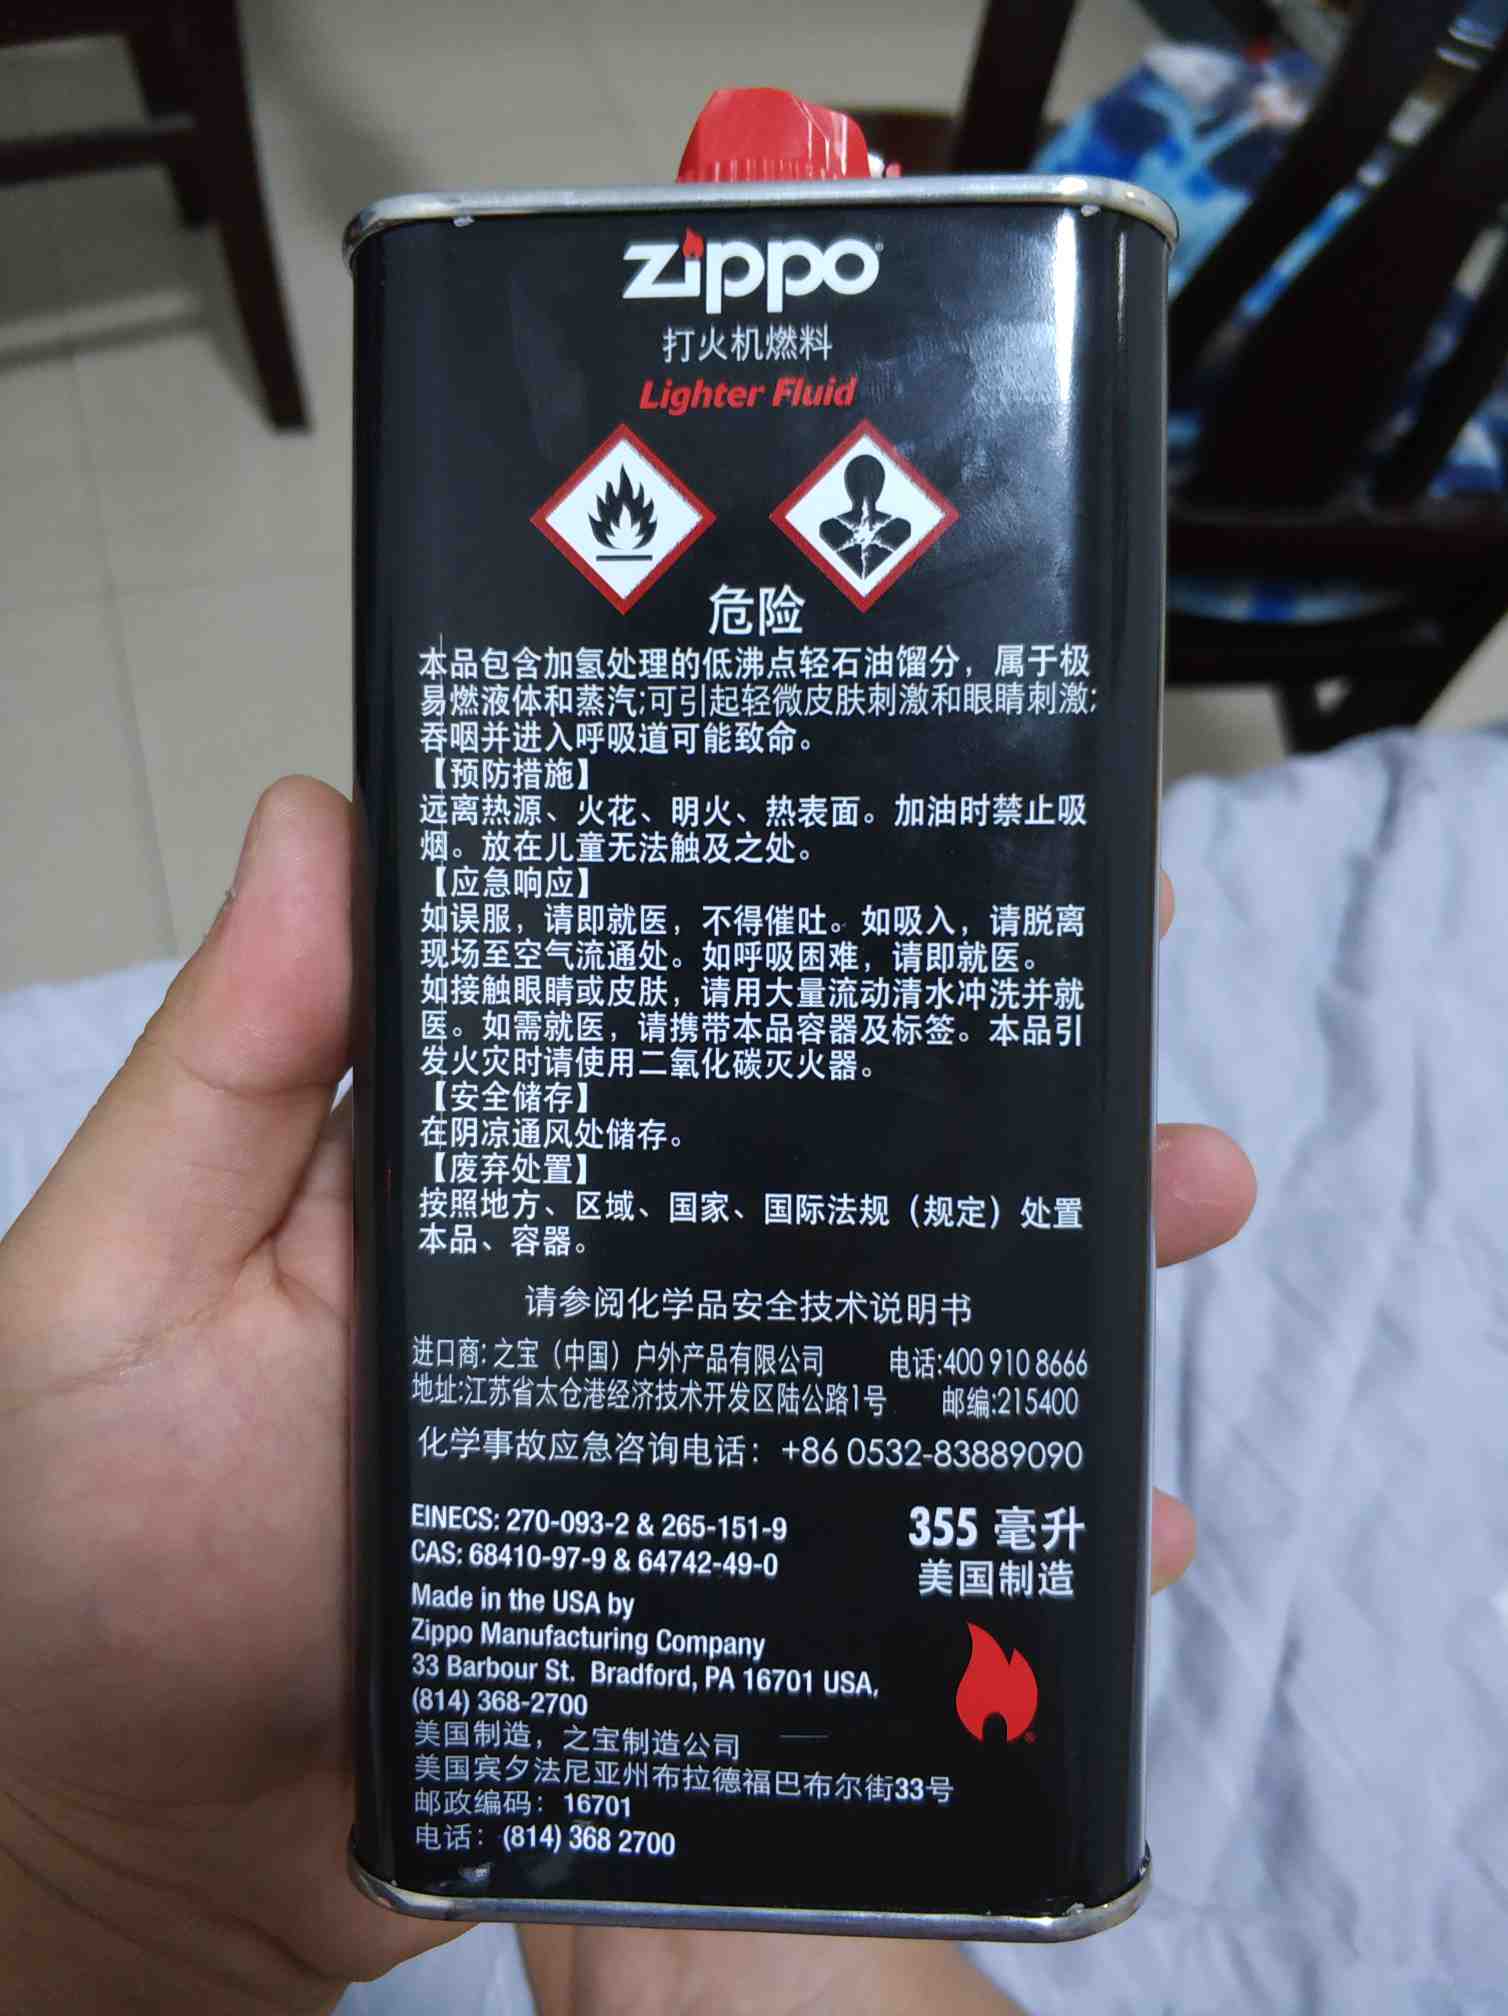 zippo
打火机燃料
Lighter Fluid
危险
本品包含加氢处理的低沸点轻石油馏分，属于极
易燃液体和蒸汽;可引起轻微皮肤刺激和眼睛刺激;
吞咽并进入呼吸道可能致命。
【预防措施】
远离热源、火花、明火、热表面。加油时禁止吸
烟。放在儿童无法触及之处。
【应急响应】
如误服，请即就医，不得催吐。如吸入，请脱离
现场至空气流通处。如呼吸困难，请即就医。
如接触眼睛或皮肤，请用大量流动清水冲洗并就
医。如需就医，请携带本品容器及标签。本品引
发火灾时请使用二氧化碳灭火器。
【安全储存】
在阴凉通风处储存。
【废弃处置】
按照地方、区域、国家、国际法规（规定）处置
本品、容器。
请参阅化学品安全技术说明书
进口商:之宝（中国）户外产品有限公司 电话:400 910 8666
地址:江苏省太仓港经济技术开发区陆公路1号 邮编:215400
化学事故应急咨询电话：+86 0532-83889090
EINECS: 270-093-2 & 265-151-9
CAS: 68410-97-9 & 64742-49-0
355 毫升
美国制造
Made in the USA by
Zippo Manufacturing Company
33 Barbour St. Bradford, PA 16701 USA,
(814) 368-2700
美国制造，之宝制造公司
美国宾夕法尼亚州布拉德福巴布尔街33号
邮政编码：16701
电话：(814) 368 2700